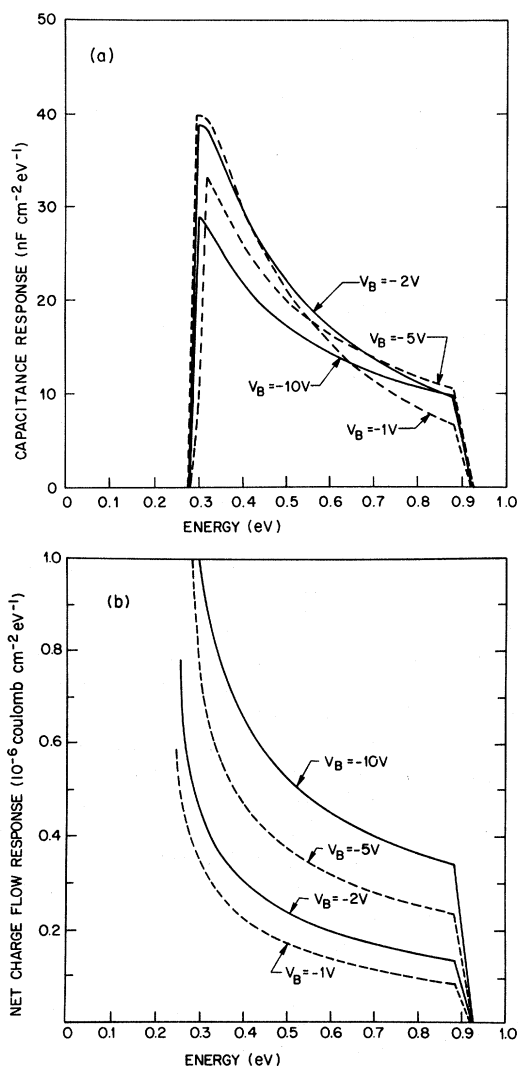 50
(a)
40
30
20
10
0
CAPACITANCE RESPONSE (nF cm⁻² eV⁻¹)
V_B = -2V
V_B = -5V
V_B = -10V
V_B = -1V
0 0.1 0.2 0.3 0.4 0.5 0.6 0.7 0.8 0.9 1.0
ENERGY (eV)
1.0
(b)
0.8
0.6
0.4
0.2
NET CHARGE FLOW RESPONSE (10⁻⁶ coulomb cm⁻² eV⁻¹)
V_B = -10V
V_B = -5V
V_B = -2V
V_B = -1V
0 0.1 0.2 0.3 0.4 0.5 0.6 0.7 0.8 0.9 1.0
ENERGY (eV)